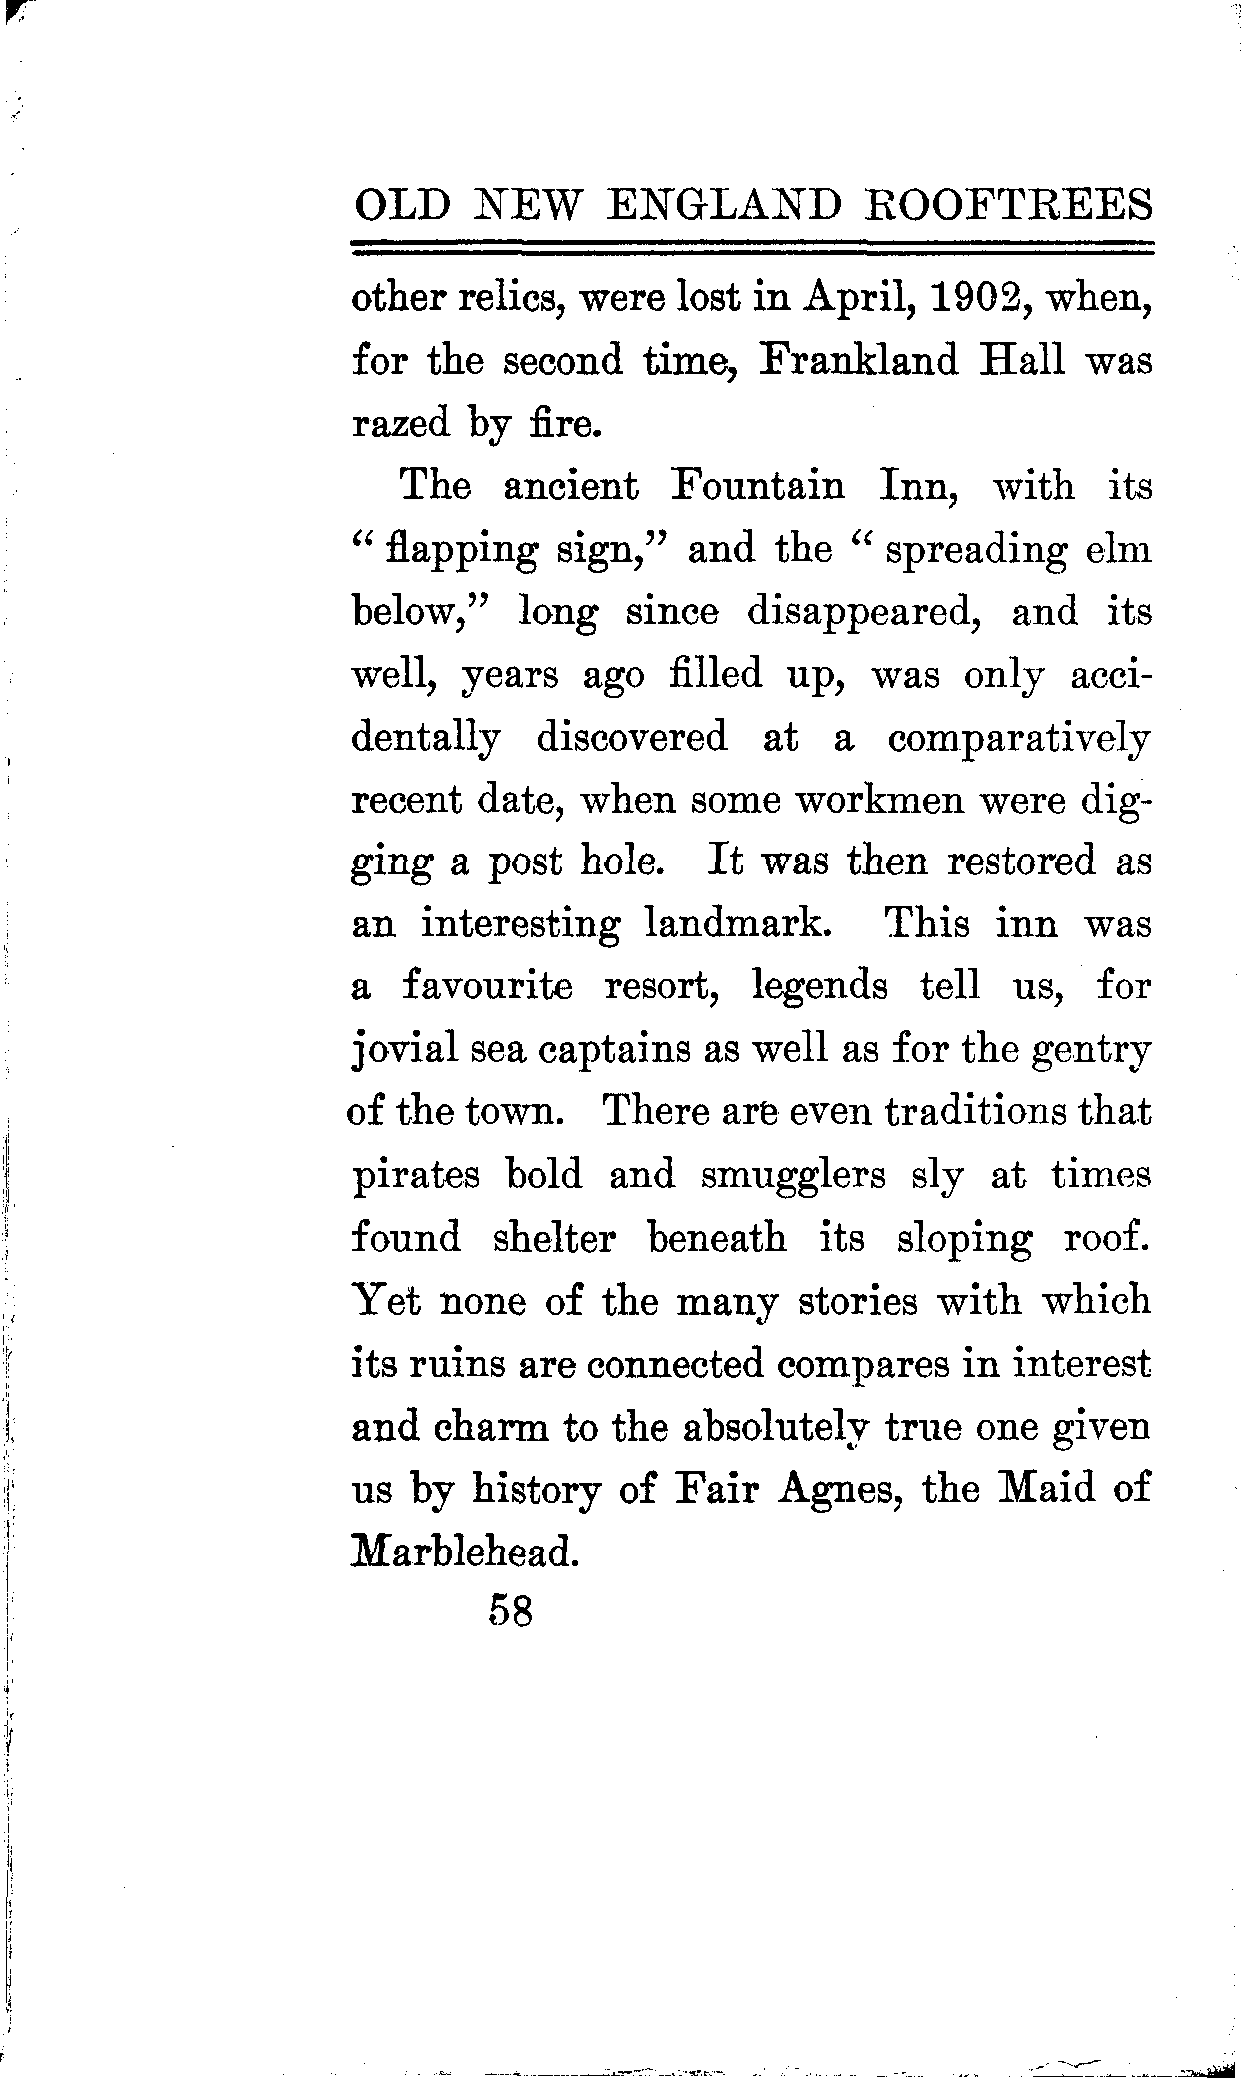 OLD NEW ENGLAND ROOFTREES
other relics, were lost in April, 1902, when,
for the second time, Frankland Hall was
razed by fire.
The ancient Fountain Inn, with its
“ flapping sign,” and the “ spreading elm
below,” long since disappeared, and its
well, years ago filled up, was only acci-
dentally discovered at a comparatively
recent date, when some workmen were dig-
ging a post hole. It was then restored as
an interesting landmark. This inn was
a favourite resort, legends tell us, for
jovial sea captains as well as for the gentry
of the town. There are even traditions that
pirates bold and smugglers sly at times
found shelter beneath its sloping roof.
Yet none of the many stories with which
its ruins are connected compares in interest
and charm to the absolutely true one given
us by history of Fair Agnes, the Maid of
Marblehead.
58